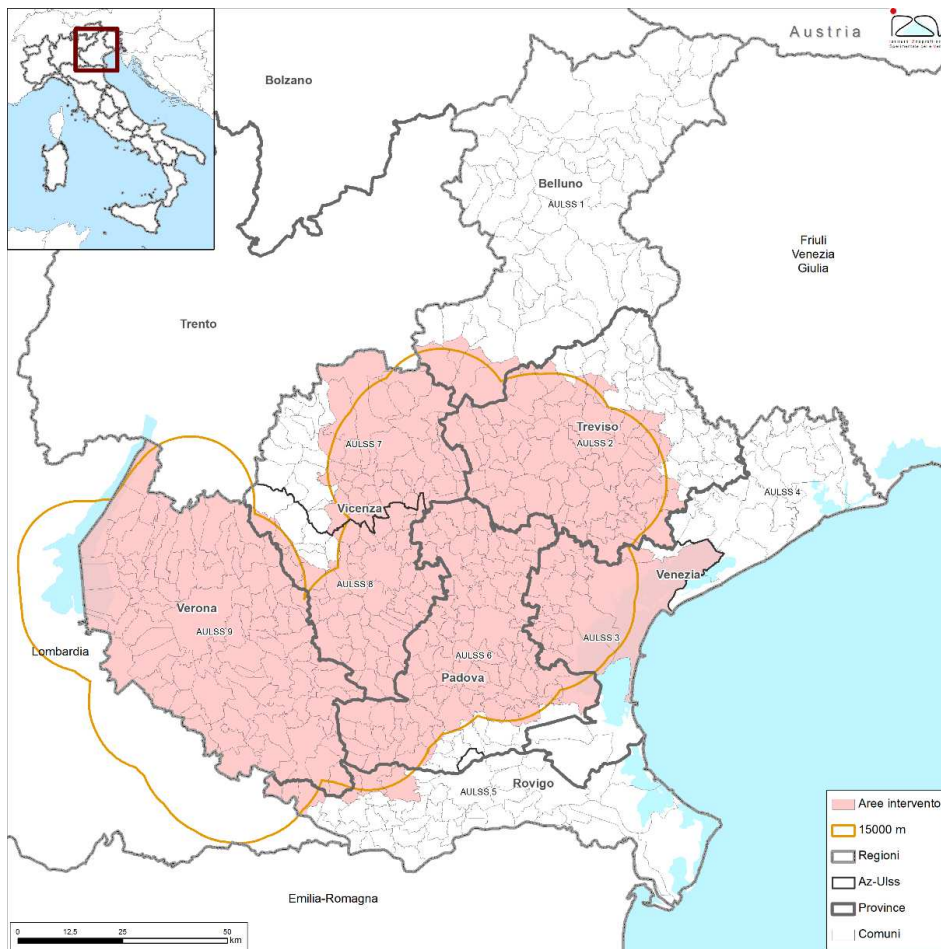 Austria
Bolzano
Belluno
AULSS 1
Friuli
Venezia
Giulia
Trento
Treviso
AULSS 2
AULSS 7
AULSS 4
Vicenza
Venezia
AULSS 8
Verona
AULSS 9
AULSS 3
Lombardia
AULSS 6
Padova
Rovigo
AULSS 5
Emilia-Romagna
Aree intervento
15000 m
Regioni
Az-Ulss
Province
Comuni
0 12,5 25 50
km